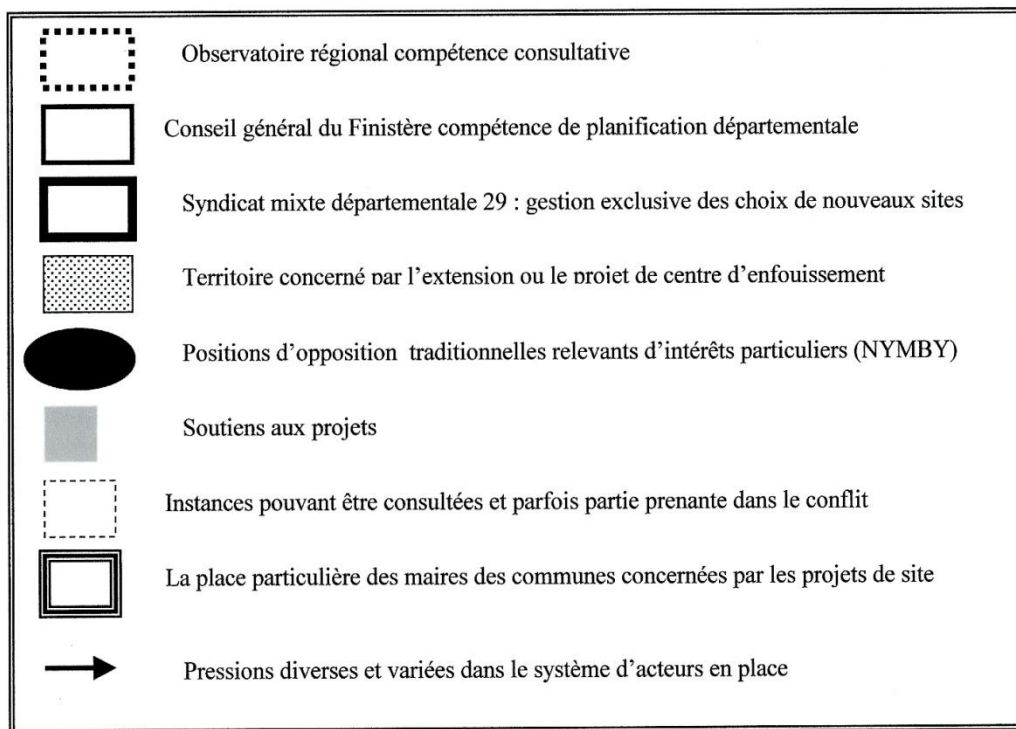 Observatoire régional compétence consultative
Conseil général du Finistère compétence de planification départementale
Syndicat mixte départementale 29 : gestion exclusive des choix de nouveaux sites
Territoire concerné par l'extension ou le projet de centre d'enfouissement
Positions d'opposition traditionnelles relevants d'intérêts particuliers (NYMBY)
Soutiens aux projets
Instances pouvant être consultées et parfois partie prenante dans le conflit
La place particulière des maires des communes concernées par les projets de site
Pressions diverses et variées dans le système d'acteurs en place